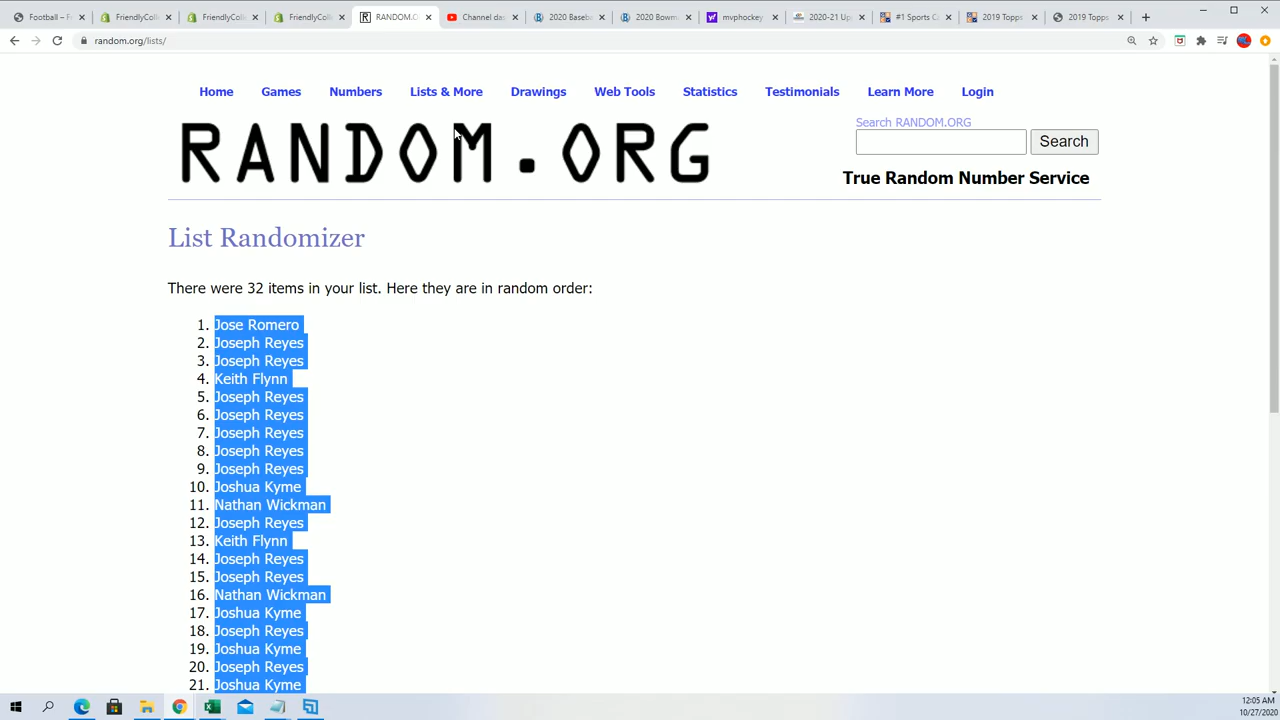 Football – Fr
FriendlyColle
FriendlyColle
FriendlyColle
RANDOM.O
Channel das
2020 Baseba
2020 Bowm
mvphockey
2020-21 Up
#1 Sports C
2019 Topps
2019 Topps
random.org/lists/
Home Games Numbers Lists & More Drawings Web Tools Statistics Testimonials Learn More Login
RANDOM.ORG
Search RANDOM.ORG
Search
True Random Number Service
List Randomizer
There were 32 items in your list. Here they are in random order:
1. Jose Romero
2. Joseph Reyes
3. Joseph Reyes
4. Keith Flynn
5. Joseph Reyes
6. Joseph Reyes
7. Joseph Reyes
8. Joseph Reyes
9. Joseph Reyes
10. Joshua Kyme
11. Nathan Wickman
12. Joseph Reyes
13. Keith Flynn
14. Joseph Reyes
15. Joseph Reyes
16. Nathan Wickman
17. Joshua Kyme
18. Joseph Reyes
19. Joshua Kyme
20. Joseph Reyes
21. Joshua Kyme
12:05 AM
10/27/2020